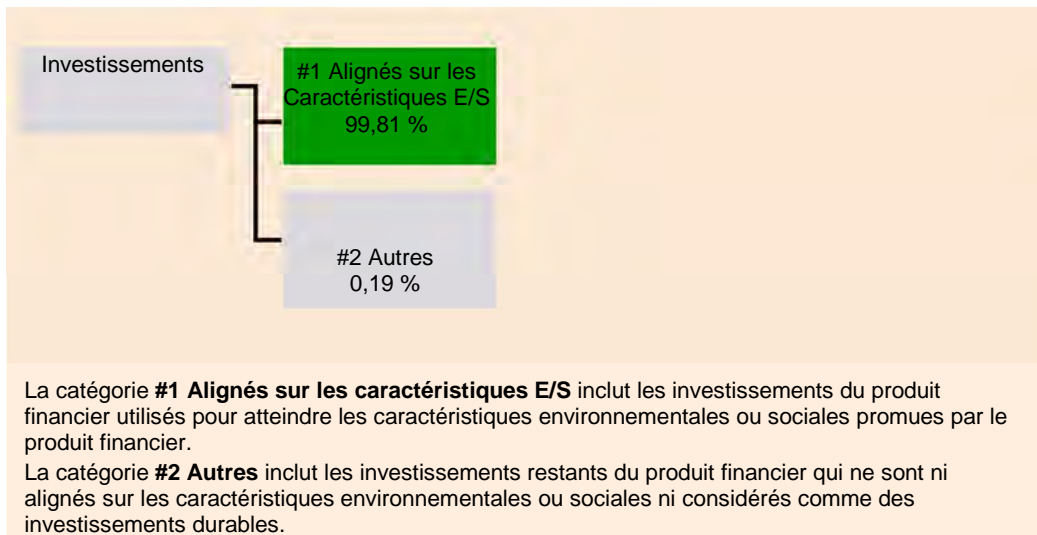 Investissements
#1 Alignés sur les
Caractéristiques E/S
99,81 %
#2 Autres
0,19 %
La catégorie #1 Alignés sur les caractéristiques E/S inclut les investissements du produit
financier utilisés pour atteindre les caractéristiques environnementales ou sociales promues par le
produit financier.
La catégorie #2 Autres inclut les investissements restants du produit financier qui ne sont ni
alignés sur les caractéristiques environnementales ou sociales ni considérés comme des
investissements durables.